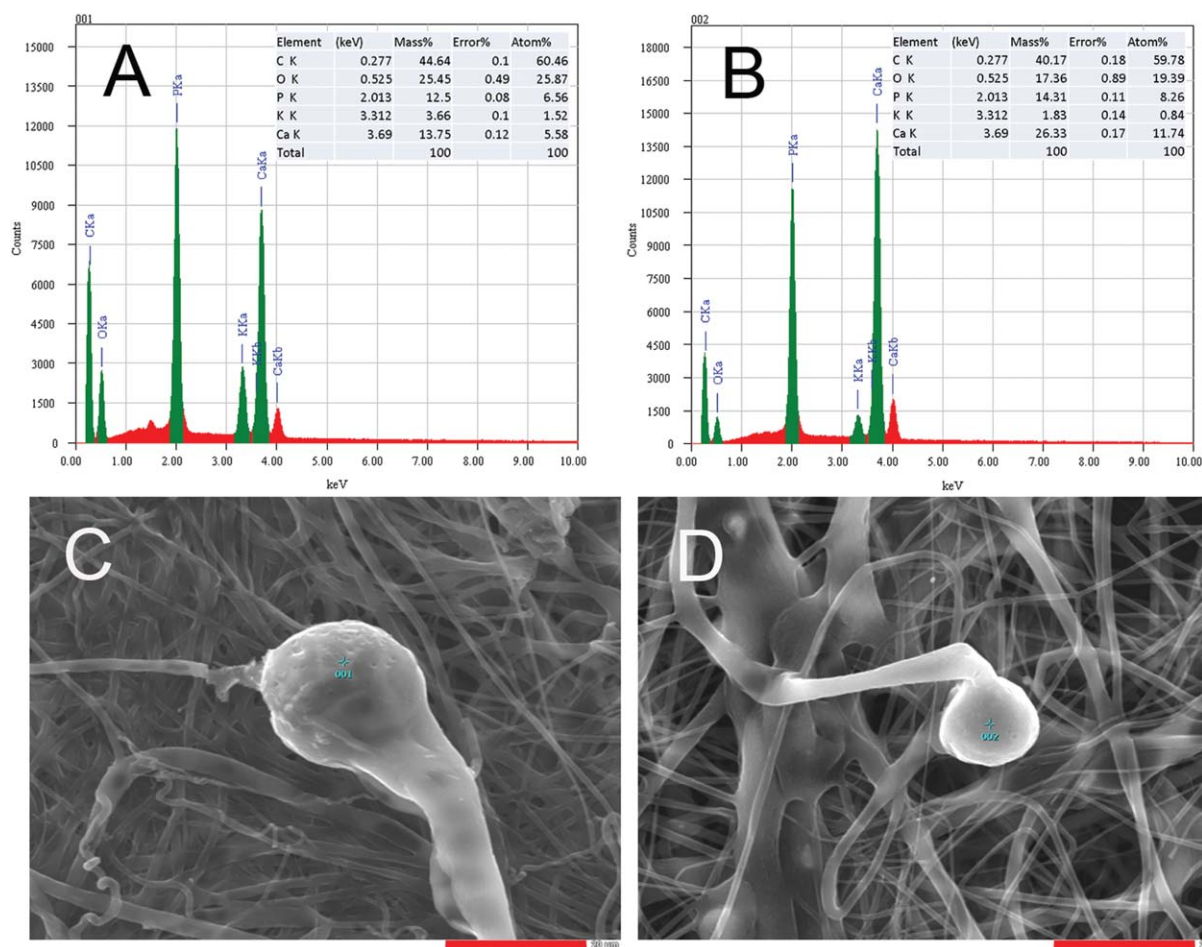 001
A
Element (keV) Mass% Error% Atom%
C K 0.277 44.64 0.1 60.46
O K 0.525 25.45 0.49 25.87
P K 2.013 12.5 0.08 6.56
K K 3.312 3.66 0.1 1.52
Ca K 3.69 13.75 0.12 5.58
Total 100 100
Counts
15000
13500
12000
10500
9000
7500
6000
4500
3000
1500
0
CKa
OKa
PKa
KKa
KKb
CaKa
CaKb
0.00 1.00 2.00 3.00 4.00 5.00 6.00 7.00 8.00 9.00 10.00
keV
002
B
Element (keV) Mass% Error% Atom%
C K 0.277 40.17 0.18 59.78
O K 0.525 17.36 0.89 19.39
P K 2.013 14.31 0.11 8.26
K K 3.312 1.83 0.14 0.84
Ca K 3.69 26.33 0.17 11.74
Total 100 100
Counts
18000
16500
15000
13500
12000
10500
9000
7500
6000
4500
3000
1500
0
CKa
OKa
PKa
KKa
KKb
CaKa
CaKb
0.00 1.00 2.00 3.00 4.00 5.00 6.00 7.00 8.00 9.00 10.00
keV
C
001
D
002